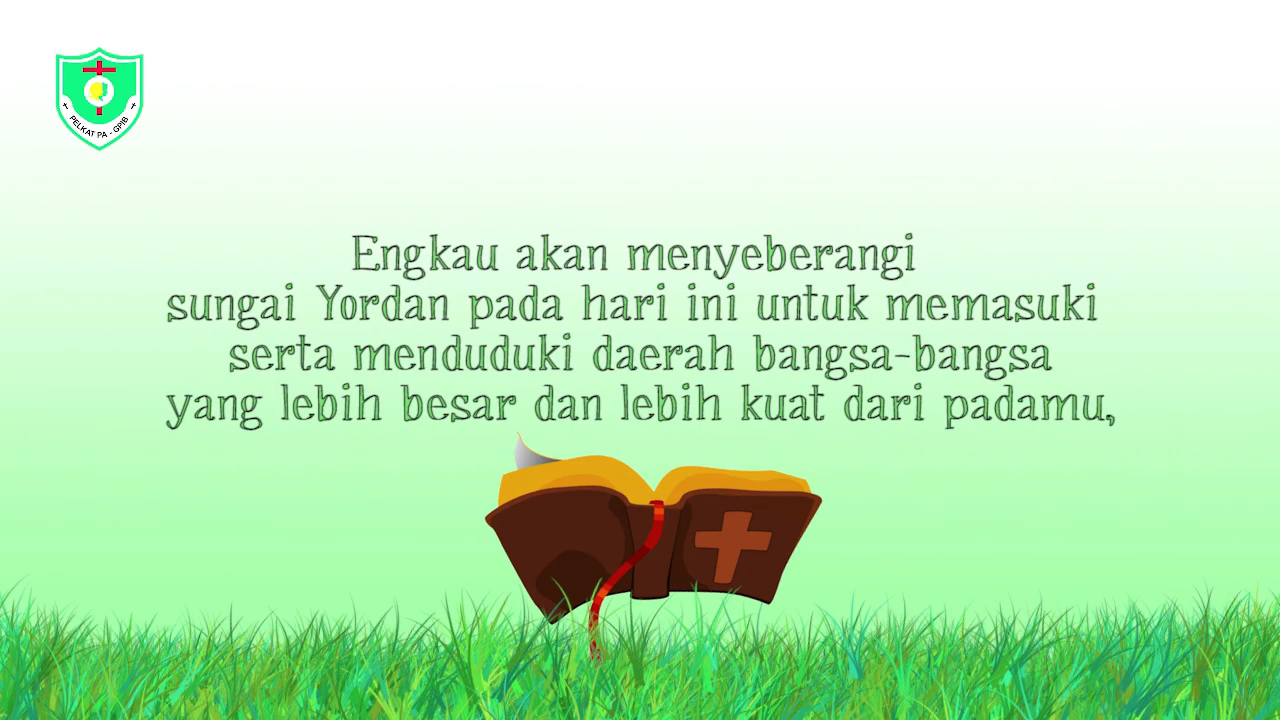 PELKAT PA - GPIB
Engkau akan menyeberangi
sungai Yordan pada hari ini untuk memasuki
serta menduduki daerah bangsa-bangsa
yang lebih besar dan lebih kuat dari padamu,